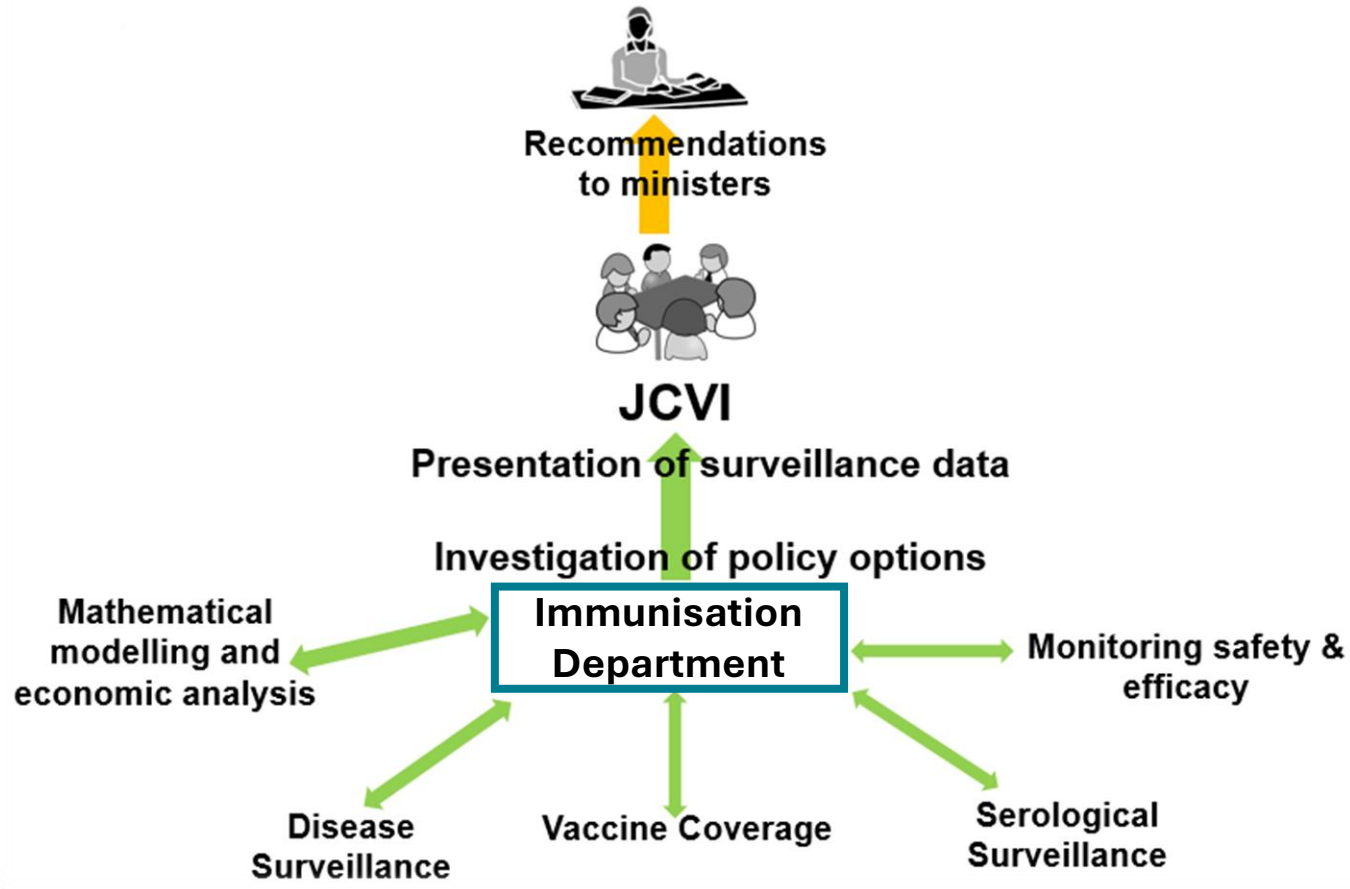 Recommendations
to ministers
JCVI
Presentation of surveillance data
Investigation of policy options
Immunisation
Department
Mathematical
modelling and
economic analysis
Monitoring safety &
efficacy
Disease
Surveillance
Vaccine Coverage
Serological
Surveillance